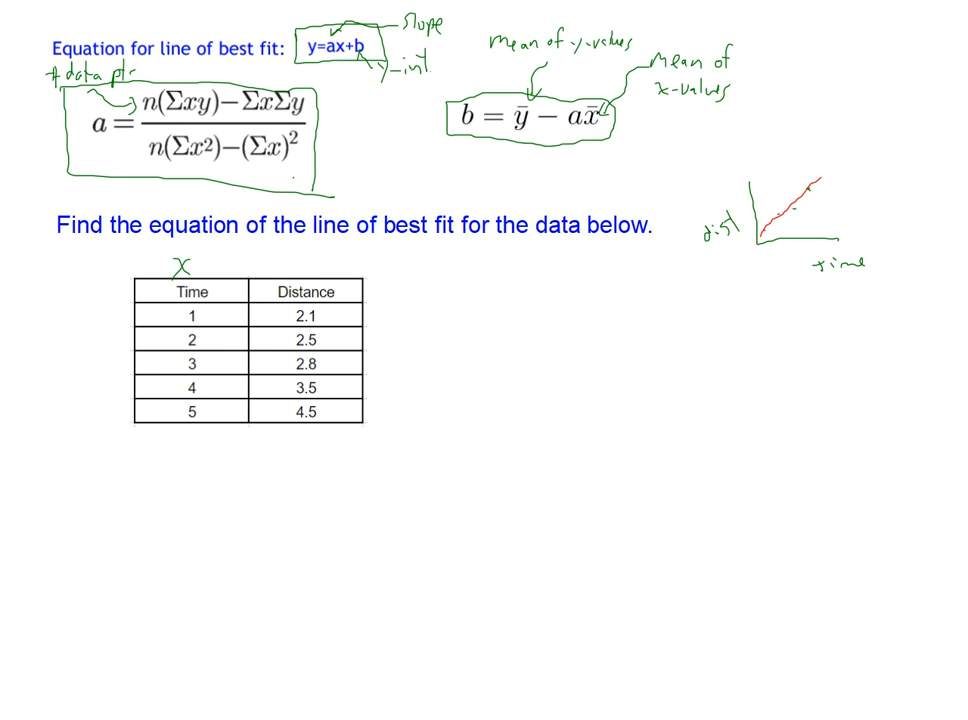 slope
Equation for line of best fit: y=ax+b
y-int.
# data pts
mean of y-values
mean of
x-values
a = n(Σxy)−ΣxΣy / n(Σx2)−(Σx)²
b = ȳ − ax̄
Find the equation of the line of best fit for the data below.
dist
time
x
Time Distance
1 2.1
2 2.5
3 2.8
4 3.5
5 4.5